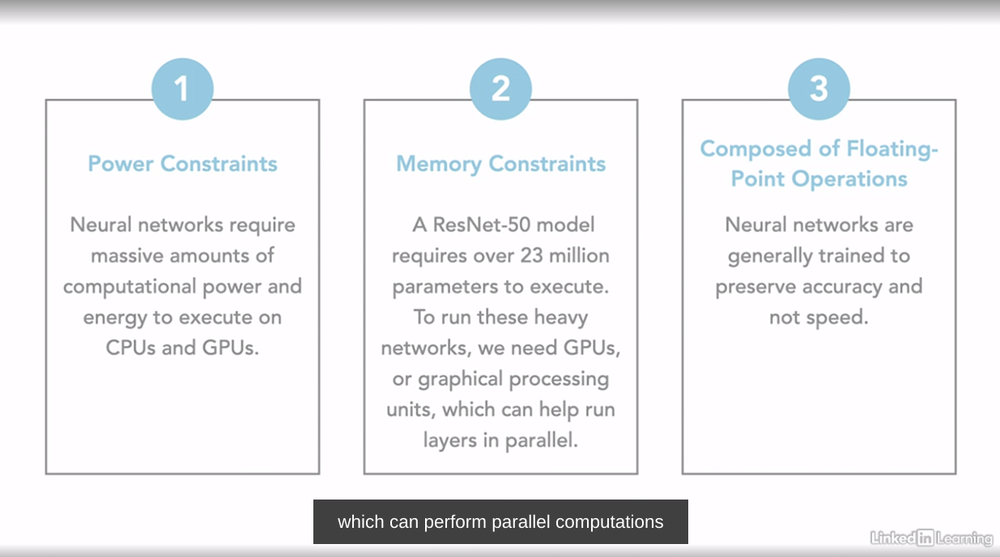 1
Power Constraints
Neural networks require
massive amounts of
computational power and
energy to execute on
CPUs and GPUs.
2
Memory Constraints
A ResNet-50 model
requires over 23 million
parameters to execute.
To run these heavy
networks, we need GPUs,
or graphical processing
units, which can help run
layers in parallel.
3
Composed of Floating-
Point Operations
Neural networks are
generally trained to
preserve accuracy and
not speed.
which can perform parallel computations
Linked in Learning